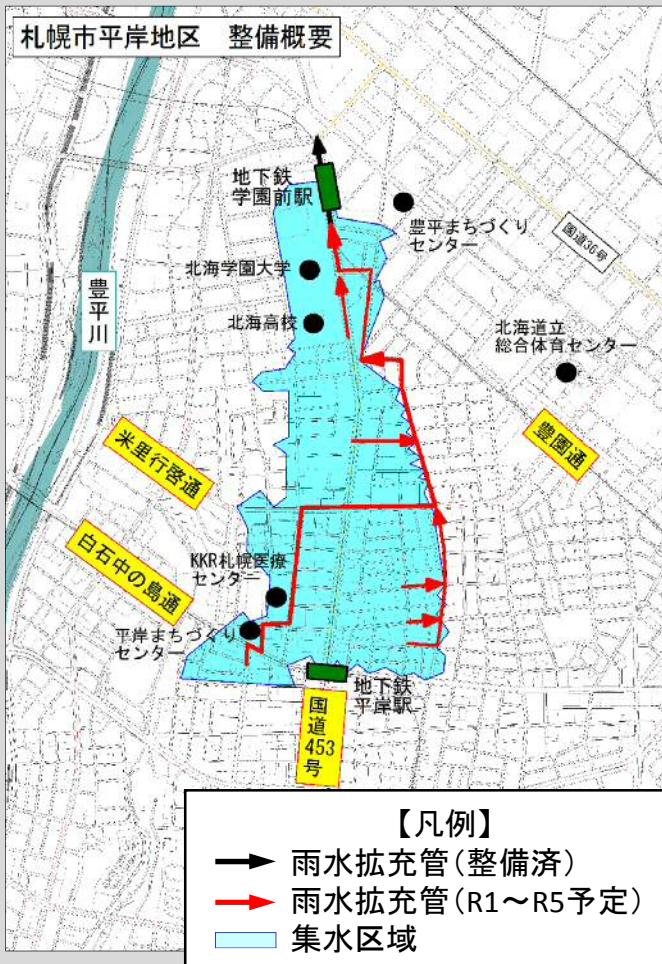 札幌市平岸地区　整備概要
地下鉄
学園前駅
豊平まちづくり
センター
国道36号
北海学園大学
豊平川
北海高校
北海道立
総合体育センター
米里行啓通
豊園通
白石中の島通
KKR札幌医療
センター
平岸まちづくり
センター
地下鉄
平岸駅
国道453号
【凡例】
雨水拡充管（整備済）
雨水拡充管（R1～R5予定）
集水区域